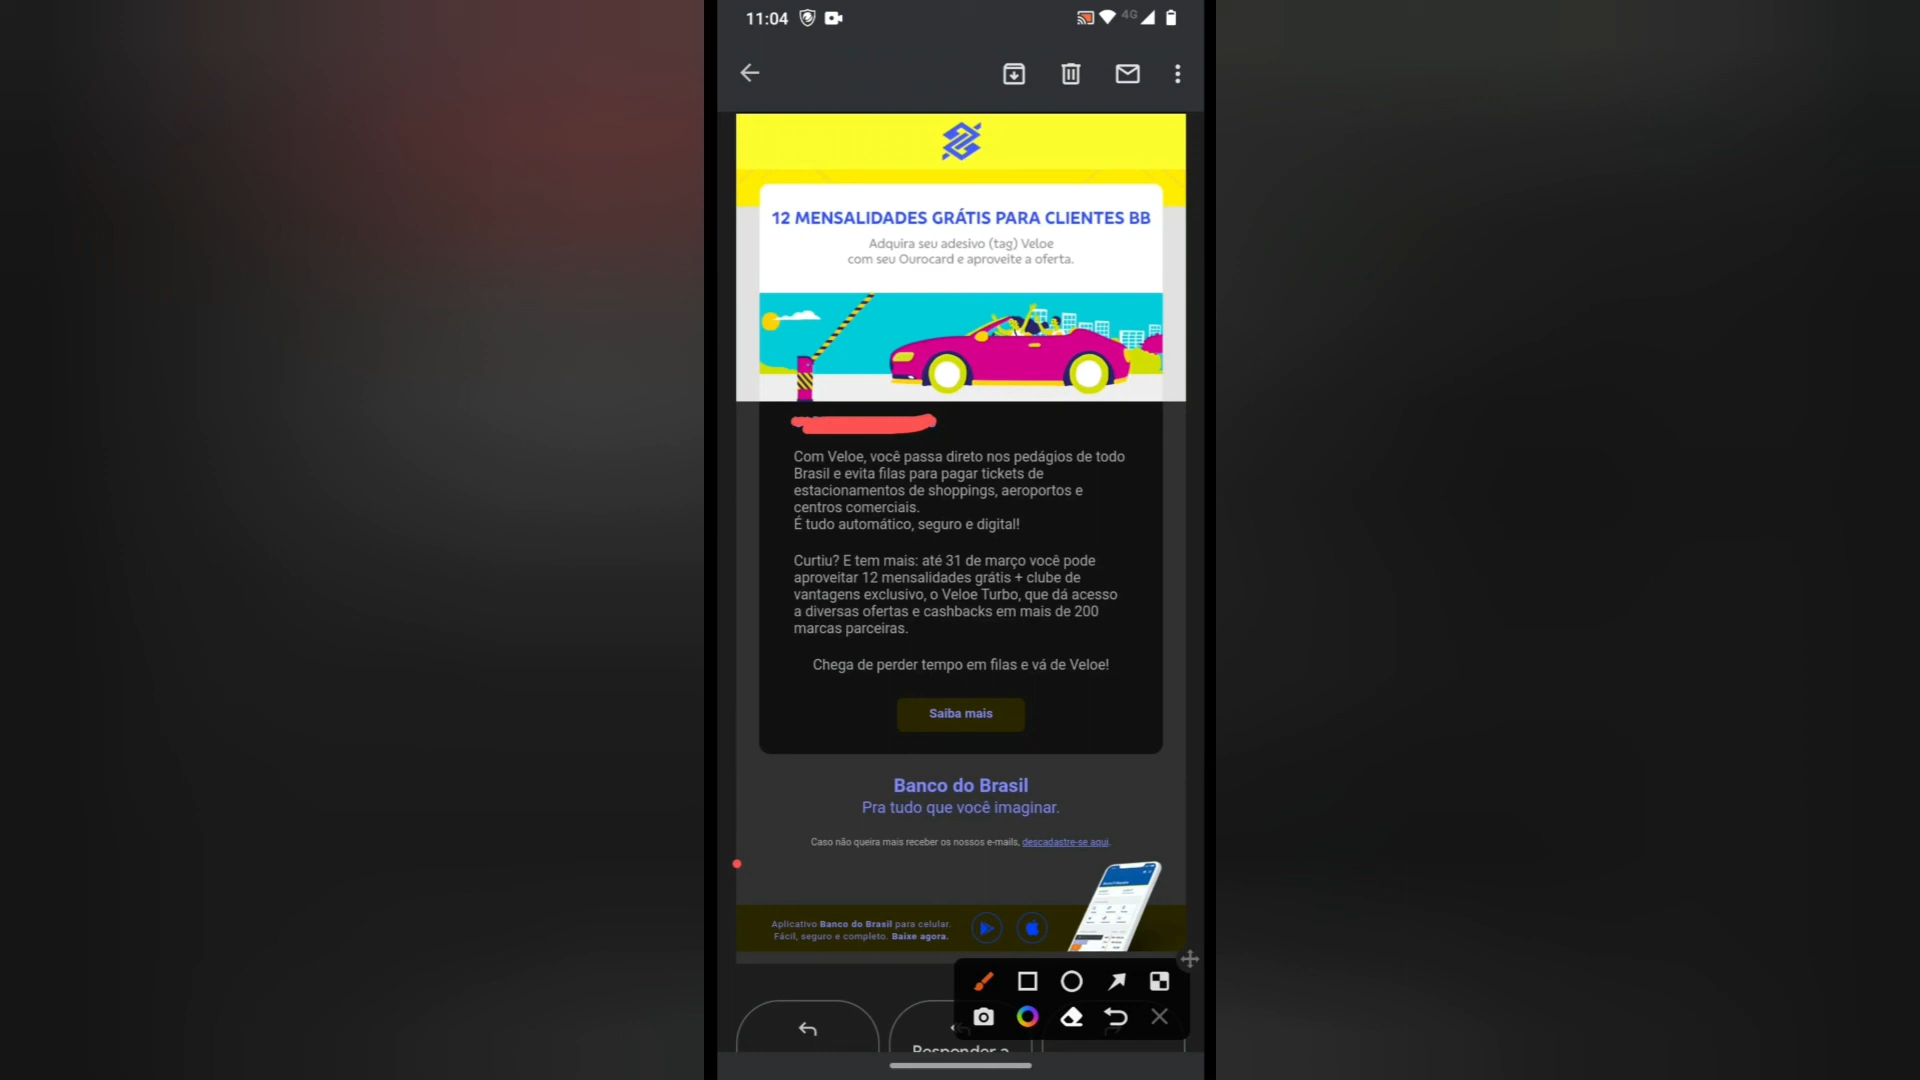 11:04
4G
12 MENSALIDADES GRÁTIS PARA CLIENTES BB
Adquira seu adesivo (tag) Veloe
com seu Ourocard e aproveite a oferta.
Com Veloe, você passa direto nos pedágios de todo
Brasil e evita filas para pagar tickets de
estacionamentos de shoppings, aeroportos e
centros comerciais.
É tudo automático, seguro e digital!
Curtiu? E tem mais: até 31 de março você pode
aproveitar 12 mensalidades grátis + clube de
vantagens exclusivo, o Veloe Turbo, que dá acesso
a diversas ofertas e cashbacks em mais de 200
marcas parceiras.
Chega de perder tempo em filas e vá de Veloe!
Saiba mais
Banco do Brasil
Pra tudo que você imaginar.
Caso não queira mais receber os nossos e-mails, descadastre-se aqui.
Aplicativo Banco do Brasil para celular.
Fácil, seguro e completo. Baixe agora.
Responder a